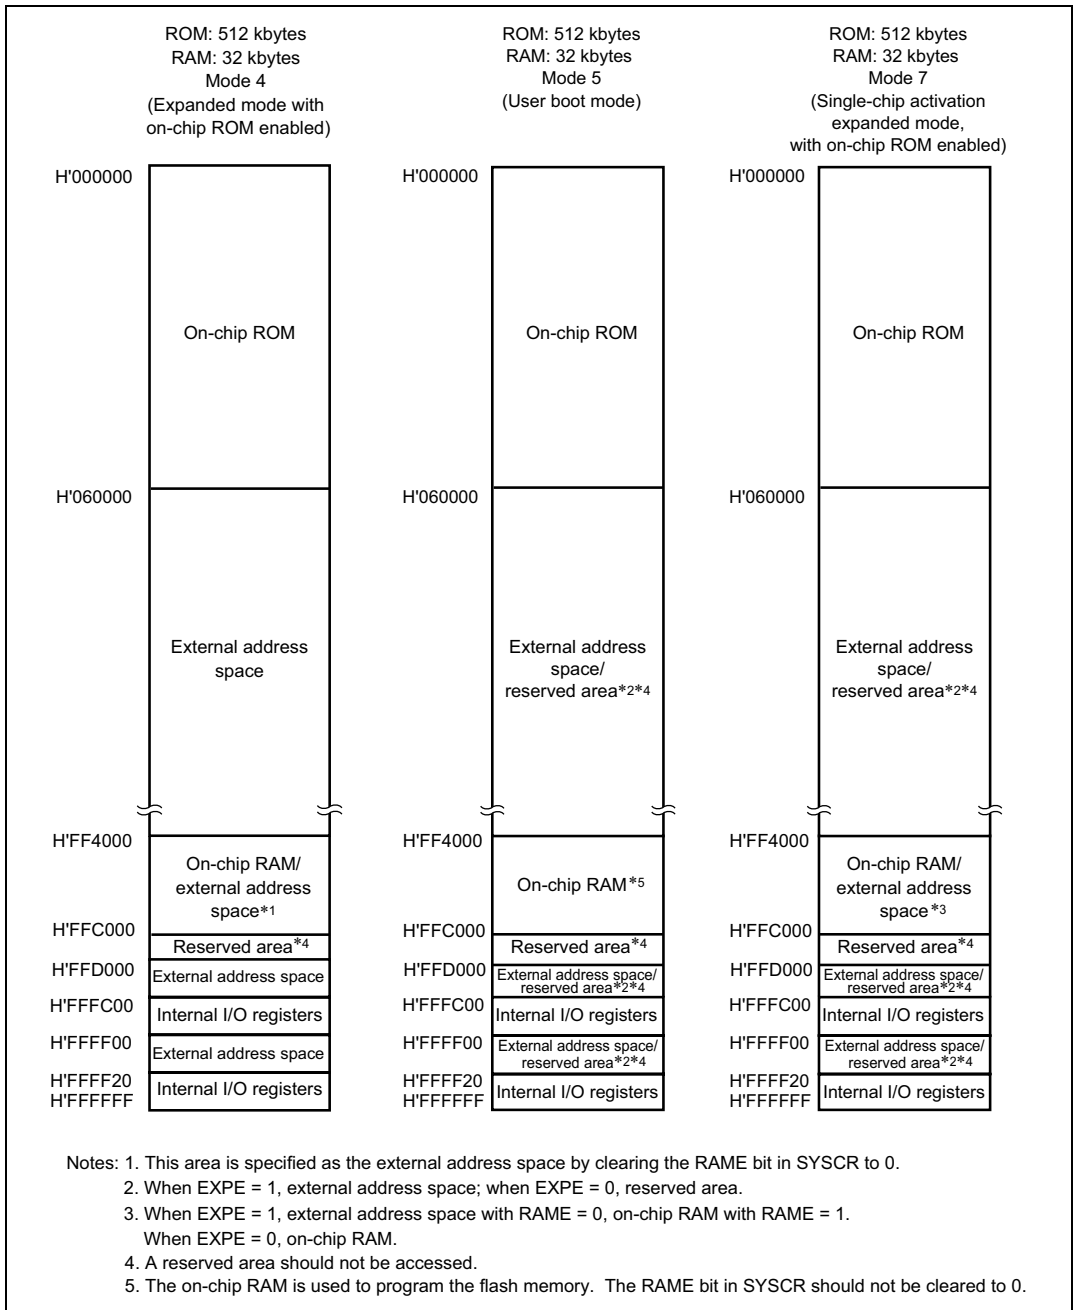 ROM: 512 kbytes
RAM: 32 kbytes
Mode 4
(Expanded mode with
on-chip ROM enabled)
H'000000
On-chip ROM
H'060000
External address
space
H'FF4000
On-chip RAM/
external address
space*1
H'FFC000
Reserved area*4
H'FFD000
External address space
H'FFFC00
Internal I/O registers
H'FFFF00
External address space
H'FFFF20
Internal I/O registers
H'FFFFFF
ROM: 512 kbytes
RAM: 32 kbytes
Mode 5
(User boot mode)
H'000000
On-chip ROM
H'060000
External address
space/
reserved area*2*4
H'FF4000
On-chip RAM*5
H'FFC000
Reserved area*4
H'FFD000
External address space/
reserved area*2*4
H'FFFC00
Internal I/O registers
H'FFFF00
External address space/
reserved area*2*4
H'FFFF20
Internal I/O registers
H'FFFFFF
ROM: 512 kbytes
RAM: 32 kbytes
Mode 7
(Single-chip activation
expanded mode,
with on-chip ROM enabled)
H'000000
On-chip ROM
H'060000
External address
space/
reserved area*2*4
H'FF4000
On-chip RAM/
external address
space*3
H'FFC000
Reserved area*4
H'FFD000
External address space/
reserved area*2*4
H'FFFC00
Internal I/O registers
H'FFFF00
External address space/
reserved area*2*4
H'FFFF20
Internal I/O registers
H'FFFFFF
Notes: 1. This area is specified as the external address space by clearing the RAME bit in SYSCR to 0.
2. When EXPE = 1, external address space; when EXPE = 0, reserved area.
3. When EXPE = 1, external address space with RAME = 0, on-chip RAM with RAME = 1.
When EXPE = 0, on-chip RAM.
4. A reserved area should not be accessed.
5. The on-chip RAM is used to program the flash memory. The RAME bit in SYSCR should not be cleared to 0.